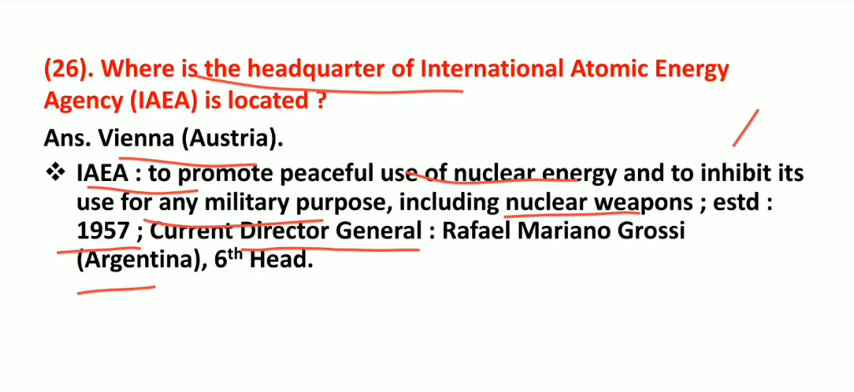 (26). Where is the headquarter of International Atomic Energy
Agency (IAEA) is located ?
Ans. Vienna (Austria).
❖ IAEA : to promote peaceful use of nuclear energy and to inhibit its
use for any military purpose, including nuclear weapons ; estd :
1957 ; Current Director General : Rafael Mariano Grossi
(Argentina), 6th Head.